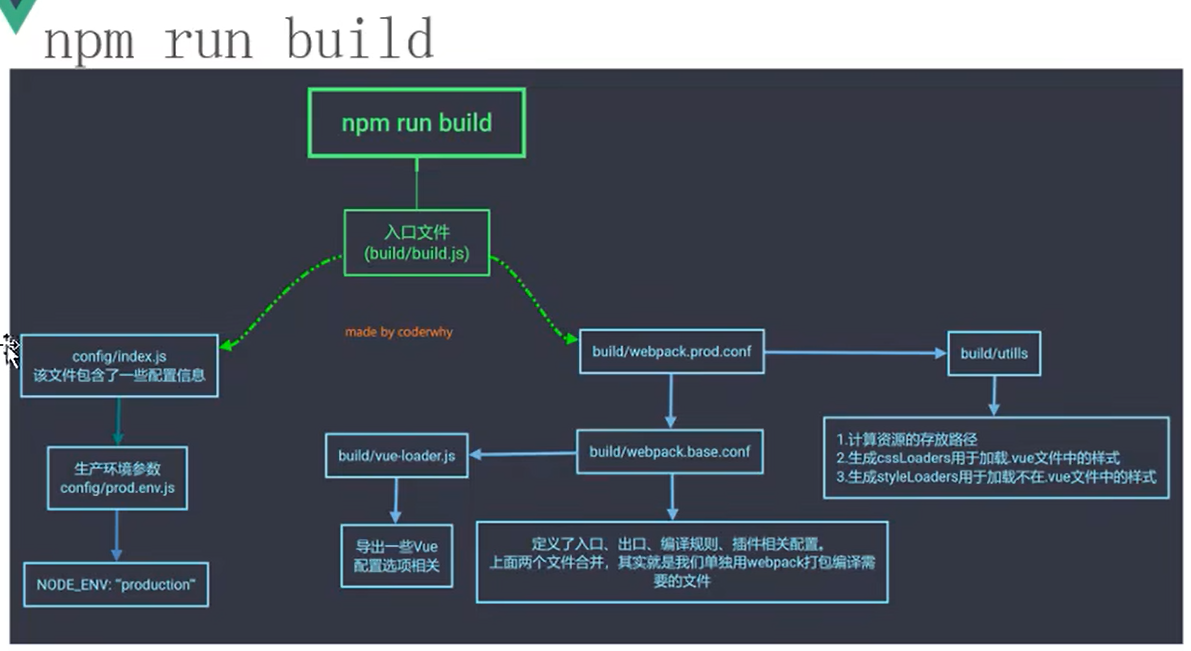 npm run build
npm run build
入口文件
(build/build.js)
made by coderwhy
config/index.js
该文件包含了一些配置信息
build/webpack.prod.conf
build/utills
生产环境参数
config/prod.env.js
build/vue-loader.js
build/webpack.base.conf
1.计算资源的存放路径
2.生成cssLoaders用于加载.vue文件中的样式
3.生成styleLoaders用于加载不在.vue文件中的样式
NODE_ENV: '"production"'
导出一些Vue
配置选项相关
定义了入口、出口、编译规则、插件相关配置。
上面两个文件合并，其实就是我们单独用webpack打包编译需
要的文件